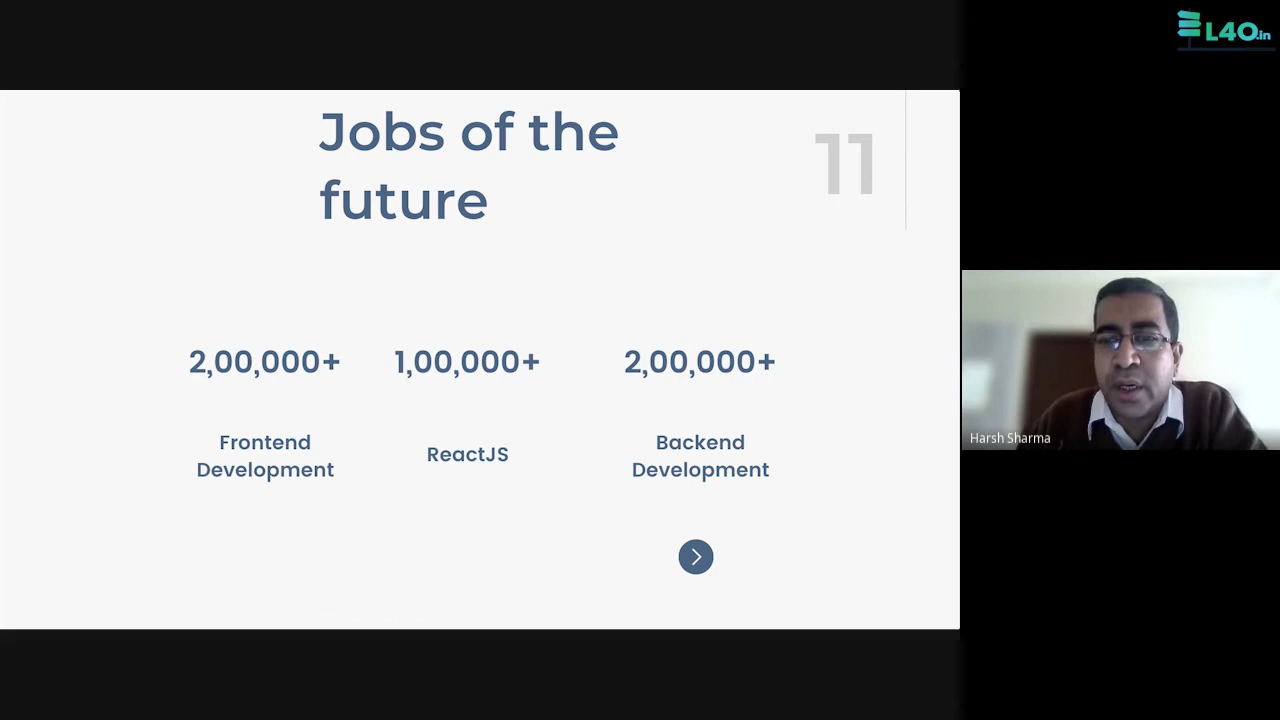 L4O.in
Jobs of the
future
11
2,00,000+
1,00,000+
2,00,000+
Frontend
Development
ReactJS
Backend
Development
Harsh Sharma